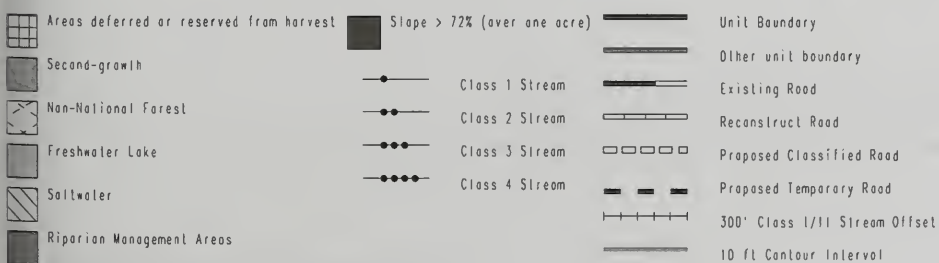 Areas deferred or reserved from harvest
Second-growth
Non-National Forest
Freshwater Lake
Saltwater
Riparian Management Areas
Slope > 72% (over one acre)
Class 1 Stream
Class 2 Stream
Class 3 Stream
Class 4 Stream
Unit Boundary
Other unit boundary
Existing Road
Reconstruct Road
Proposed Classified Road
Proposed Temporary Road
300' Class I/II Stream Offset
10 ft Contour Interval